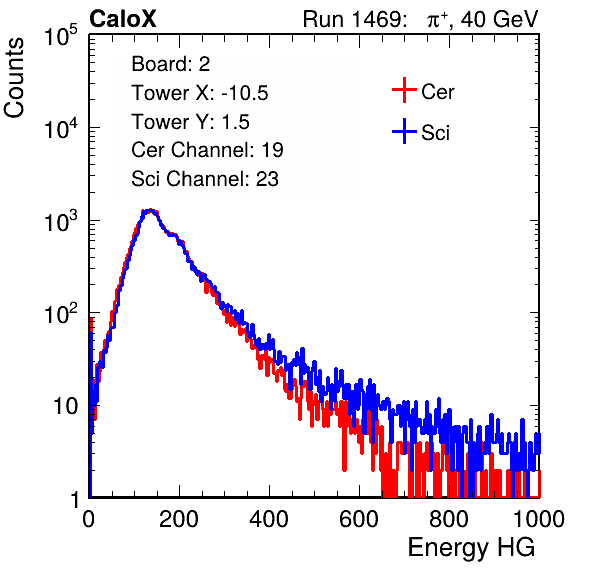 CaloX Run 1469: π⁺, 40 GeV
Counts
10⁵
10⁴
10³
10²
10
1
Board: 2
Tower X: -10.5
Tower Y: 1.5
Cer Channel: 19
Sci Channel: 23
Cer
Sci
0 200 400 600 800 1000
Energy HG